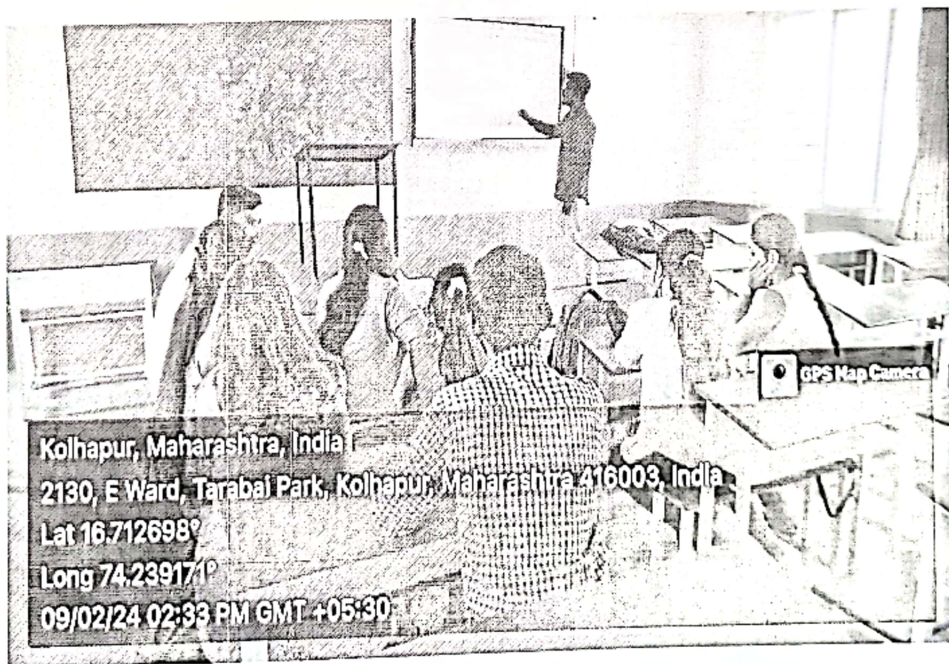 GPS Map Camera
Kolhapur, Maharashtra, India
2130, E Ward, Tarabai Park, Kolhapur, Maharashtra 416003, India
Lat 16.712698°
Long 74.239171°
09/02/24 02:33 PM GMT +05:30